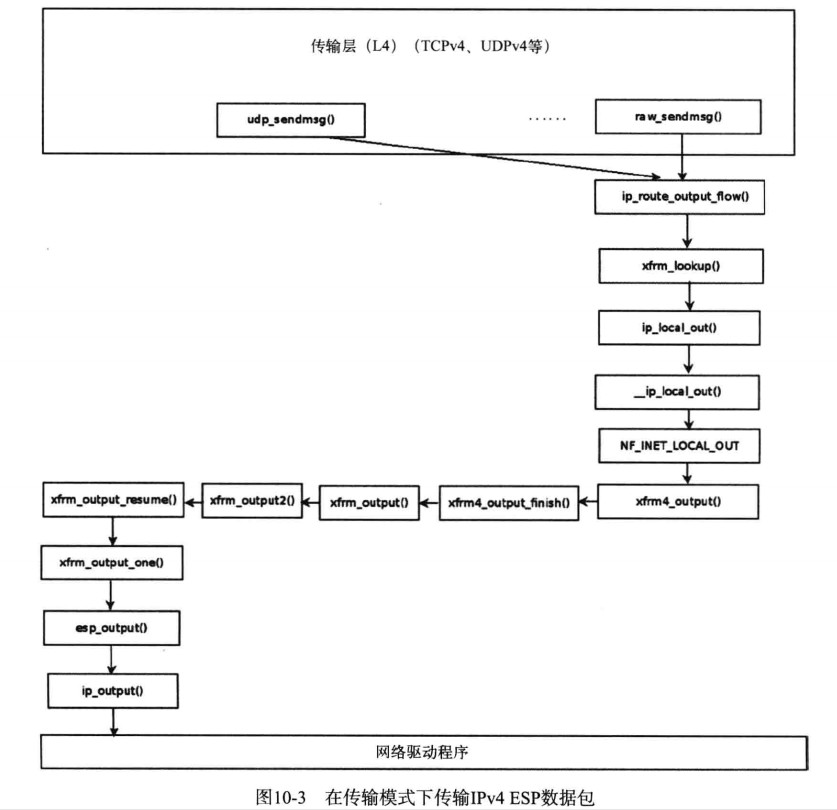 传输层（L4）（TCPv4、UDPv4等）
udp_sendmsg()
......
raw_sendmsg()
ip_route_output_flow()
xfrm_lookup()
ip_local_out()
__ip_local_out()
NF_INET_LOCAL_OUT
xfrm4_output()
xfrm4_output_finish()
xfrm_output()
xfrm_output2()
xfrm_output_resume()
xfrm_output_one()
esp_output()
ip_output()
网络驱动程序
图10-3 在传输模式下传输IPv4 ESP数据包